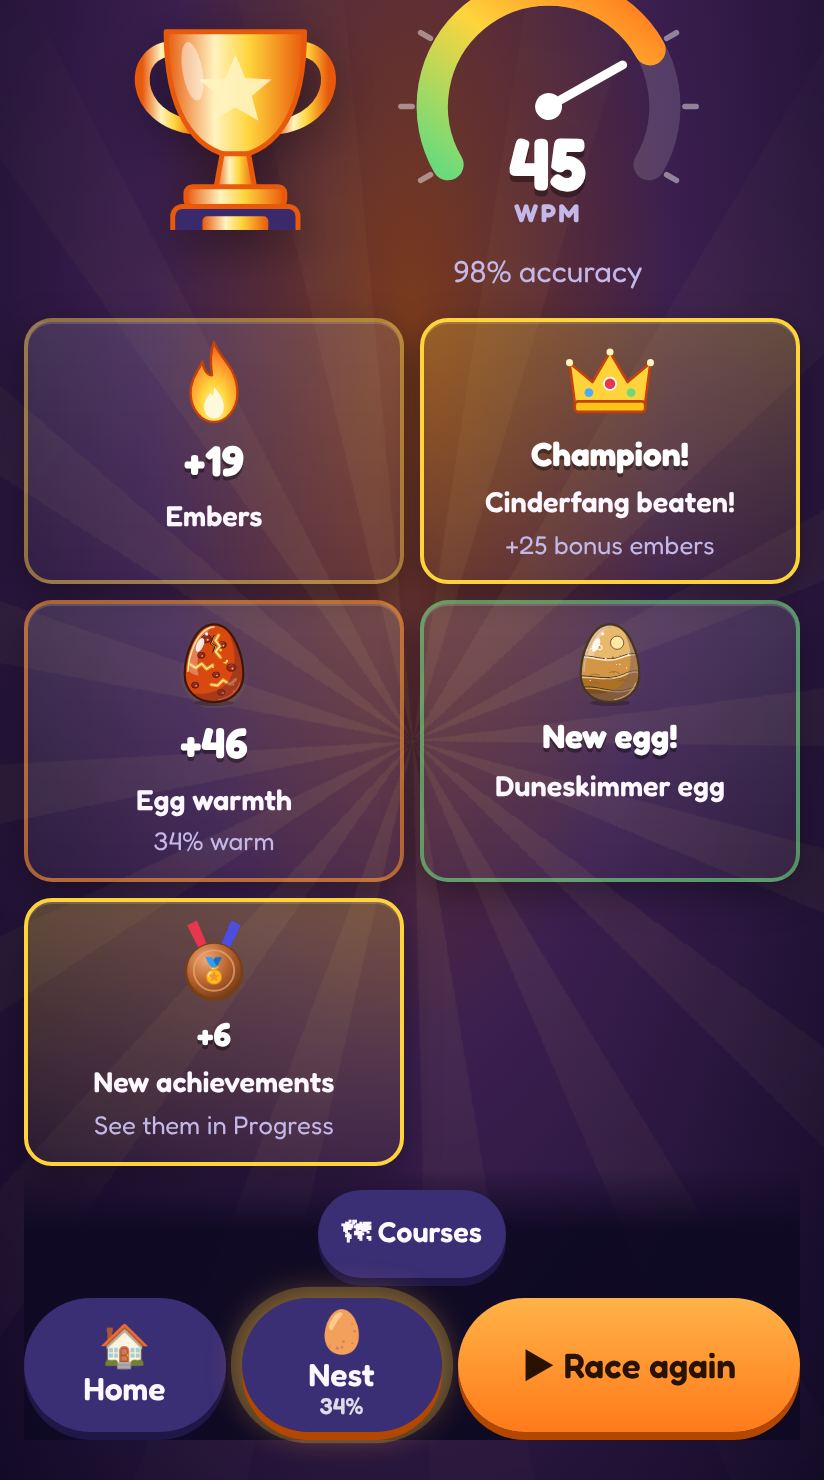 45
WPM
98% accuracy
+19
Embers
Champion!
Cinderfang beaten!
+25 bonus embers
+46
Egg warmth
34% warm
New egg!
Duneskimmer egg
+6
New achievements
See them in Progress
Courses
Home
Nest
34%
Race again